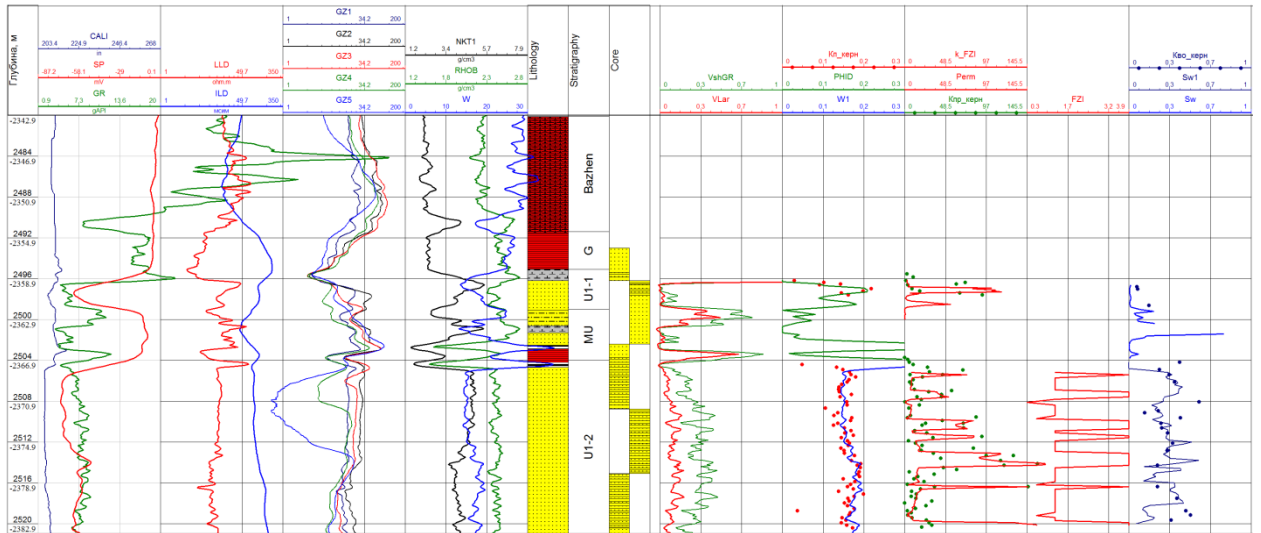 Глубина, м
CALI
203.4 224.9 246.4 268
in
SP
-87.2 -58.1 -29 0.1
mV
GR
0.9 7.3 13.6 20
gAPI
LLD
1 49.7 350
ohm.m
ILD
1 49.7 350
GZ1
1 34.2 200
GZ2
1 34.2 200
GZ3
1 34.2 200
GZ4
1 34.2 200
GZ5
1 34.2 200
NKT1
1.2 3.4 5.7 7.9
g/cm3
RHOB
1.2 1.8 2.3 2.8
g/cm3
W
0 10 20 30
Lithology
Stratigraphy
Core
VshGR
0 0.3 0.7 1
VLar
0 0.3 0.7 1
Кп_керн
0 0.1 0.2 0.3
PHID
0 0.1 0.2 0.3
W1
0 0.1 0.2 0.3
k_FZI
0 48.5 97 145.5
Perm
0 48.5 97 145.5
Кпр_керн
0 48.5 97 145.5
FZI
0.3 1.7 3.2 3.9
Кво_керн
0 0.3 0.7 1
Sw1
0 0.3 0.7 1
Sw
0 0.3 0.7 1
-2342.9
2484
-2346.9
2488
-2350.9
2492
-2354.9
2496
-2358.9
2500
-2362.9
2504
-2366.9
2508
-2370.9
2512
-2374.9
2516
-2378.9
2520
-2382.9
Bazhen
G
U1-1
MU
U1-2